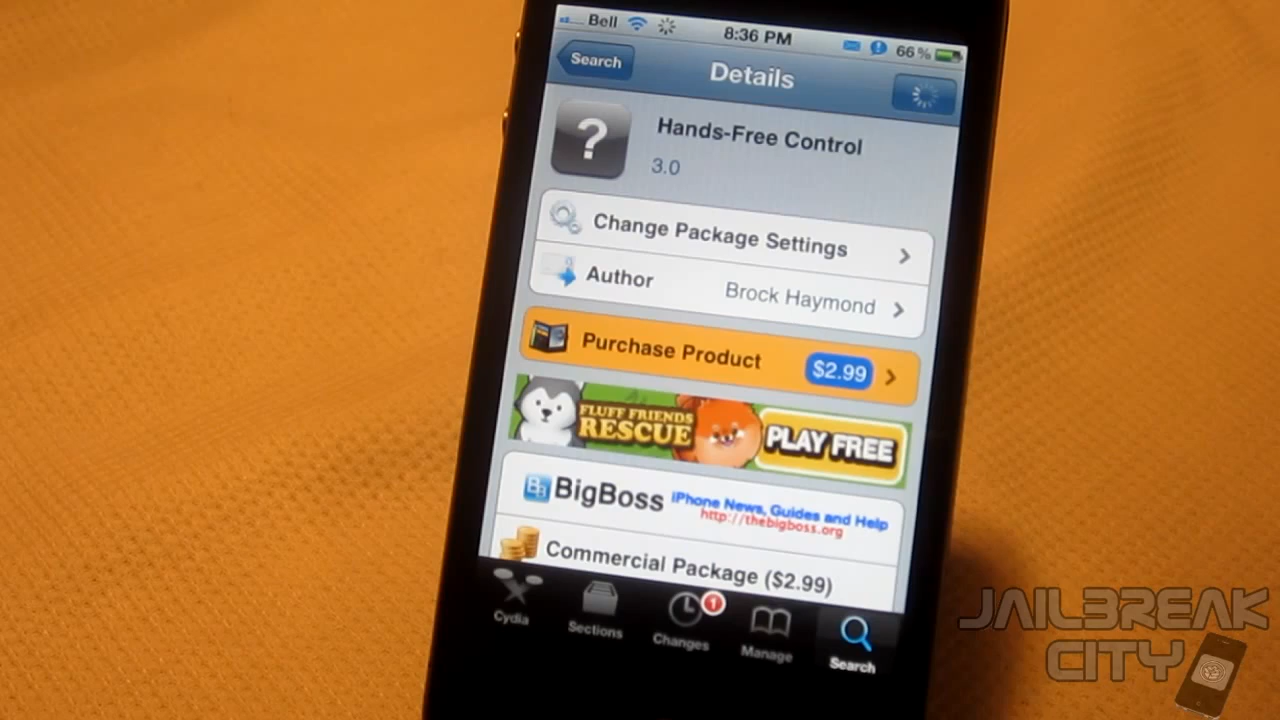 Bell
8:36 PM
66%
Search
Details
?
Hands-Free Control
3.0
Change Package Settings
Author
Brock Haymond
Purchase Product
$2.99
FLUFF FRIENDS
RESCUE
PLAY FREE
BB
BigBoss
iPhone News, Guides and Help
http://thebigboss.org
Commercial Package ($2.99)
Cydia
Sections
1
Changes
Manage
Search
JAILBREAK
CITY